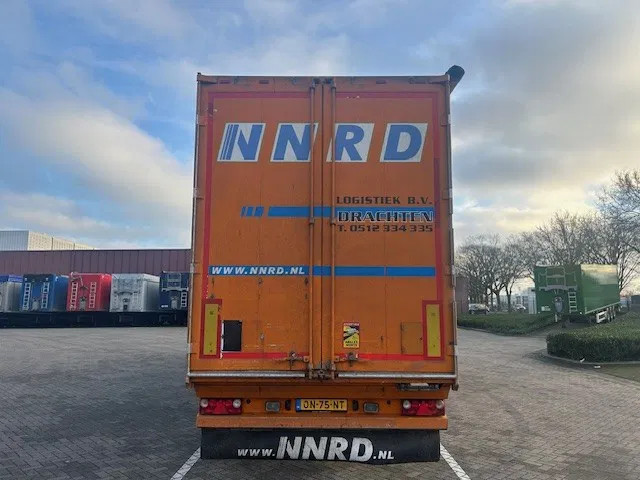 NNRD
LOGISTIEK B.V.
DRACHTEN
T. 0512 334 335
WWW.NNRD.NL
ON-75-NT
www.NNRD.NL